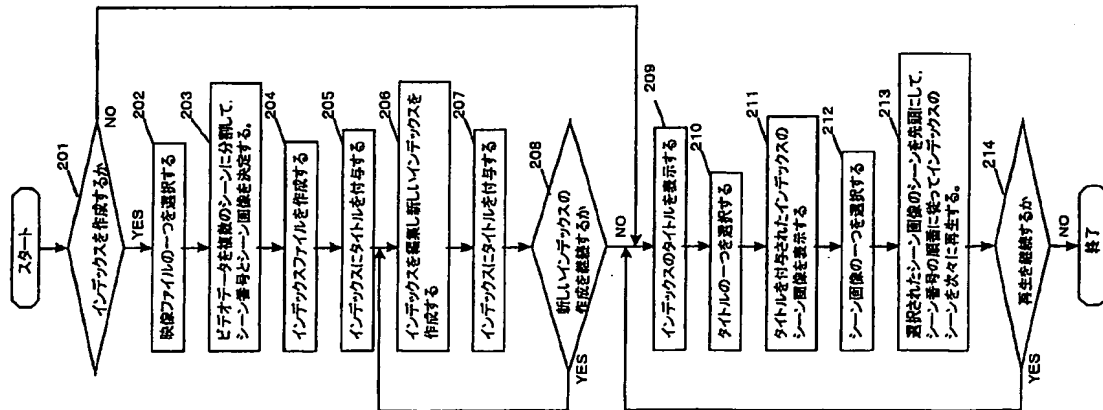 スタート
201
インデックスを作成するか
NO
YES
202
映像ファイルの一つを選択する
203
ビデオデータを複数のシーンに分割して、
シーン番号とシーン画像を決定する。
204
インデックスファイルを作成する
205
インデックスにタイトルを付与する
206
インデックスを編集し新しいインデックスを
作成する
207
インデックスにタイトルを付与する
208
新しいインデックスの
作成を継続するか
YES
NO
209
インデックスのタイトルを表示する
210
タイトルの一つを選択する
211
タイトルを付与されたインデックスの
シーン画像を表示する
212
シーン画像の一つを選択する
213
選択されたシーン画像のシーンを先頭にして、
シーン番号の順番に従ってインデックスの
シーンを次々に再生する。
214
再生を継続するか
YES
NO
終了